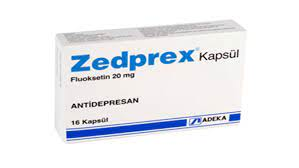 Zedprex® Kapsül
Fluoksetin 20 mg
ANTİDEPRESAN
16 Kapsül
ADEKA